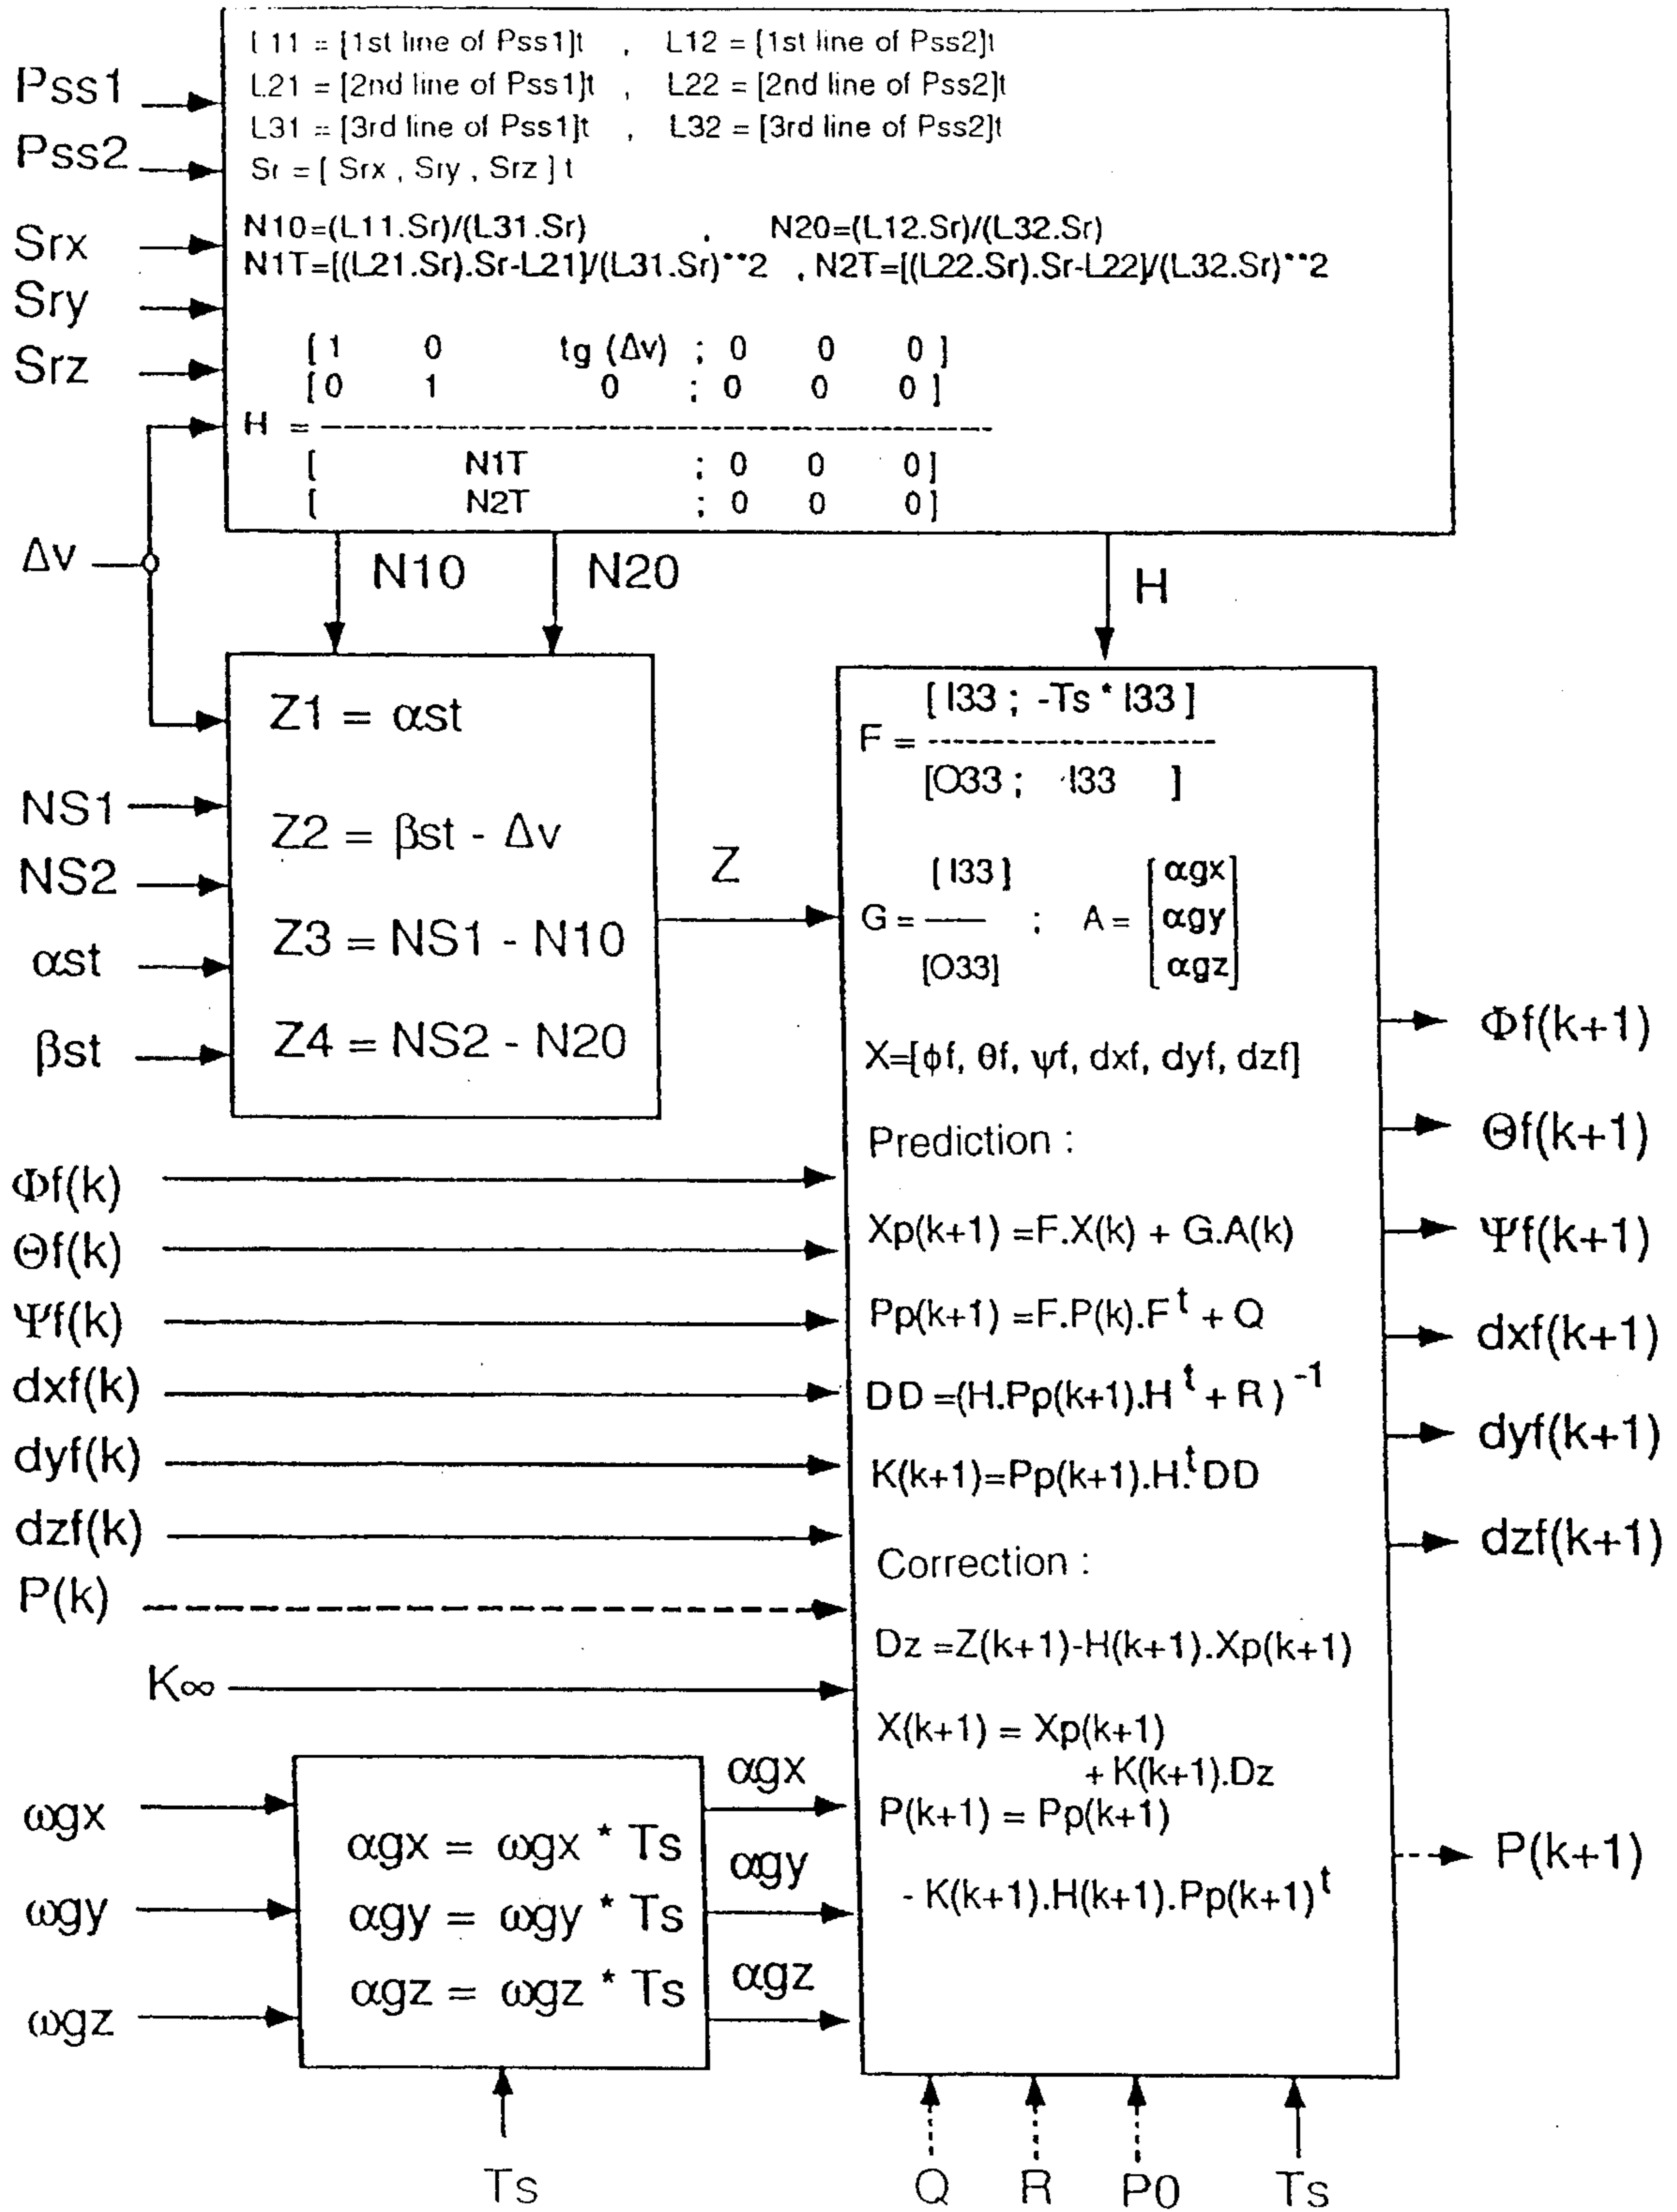 L11 = [1st line of Pss1]t , L12 = [1st line of Pss2]t
L21 = [2nd line of Pss1]t , L22 = [2nd line of Pss2]t
L31 = [3rd line of Pss1]t , L32 = [3rd line of Pss2]t
Sr = [ Srx , Sry , Srz ] t
N10=(L11.Sr)/(L31.Sr) , N20=(L12.Sr)/(L32.Sr)
N1T=[(L21.Sr).Sr-L21]/(L31.Sr)**2 , N2T=[(L22.Sr).Sr-L22]/(L32.Sr)**2
[1 0 tg (Δv) ; 0 0 0 ]
[0 1 0 ; 0 0 0 ]
H = ------------------------------
[ N1T ; 0 0 0]
[ N2T ; 0 0 0]
Pss1
Pss2
Srx
Sry
Srz
Δv
N10
N20
H
NS1
NS2
αst
βst
Z1 = αst
Z2 = βst - Δv
Z3 = NS1 - N10
Z4 = NS2 - N20
Z
[ I33 ; -Ts * I33 ]
F = --------------------
[O33 ; I33 ]
[ I33 ]
G = —— ; A = [αgx
αgy
αgz]
[O33]
X=[φf, θf, ψf, dxf, dyf, dzf]
Prediction :
Xp(k+1) =F.X(k) + G.A(k)
Pp(k+1) =F.P(k).F t + Q
DD =(H.Pp(k+1).H t + R ) -1
K(k+1)=Pp(k+1).H.t DD
Correction :
Dz =Z(k+1)-H(k+1).Xp(k+1)
X(k+1) = Xp(k+1)
+ K(k+1).Dz
P(k+1) = Pp(k+1)
- K(k+1).H(k+1).Pp(k+1) t
Φf(k)
Θf(k)
Ψf(k)
dxf(k)
dyf(k)
dzf(k)
P(k)
K∞
ωgx
ωgy
ωgz
αgx = ωgx * Ts
αgy = ωgy * Ts
αgz = ωgz * Ts
αgx
αgy
αgz
Ts
Q
R
P0
Ts
Φf(k+1)
Θf(k+1)
Ψf(k+1)
dxf(k+1)
dyf(k+1)
dzf(k+1)
P(k+1)